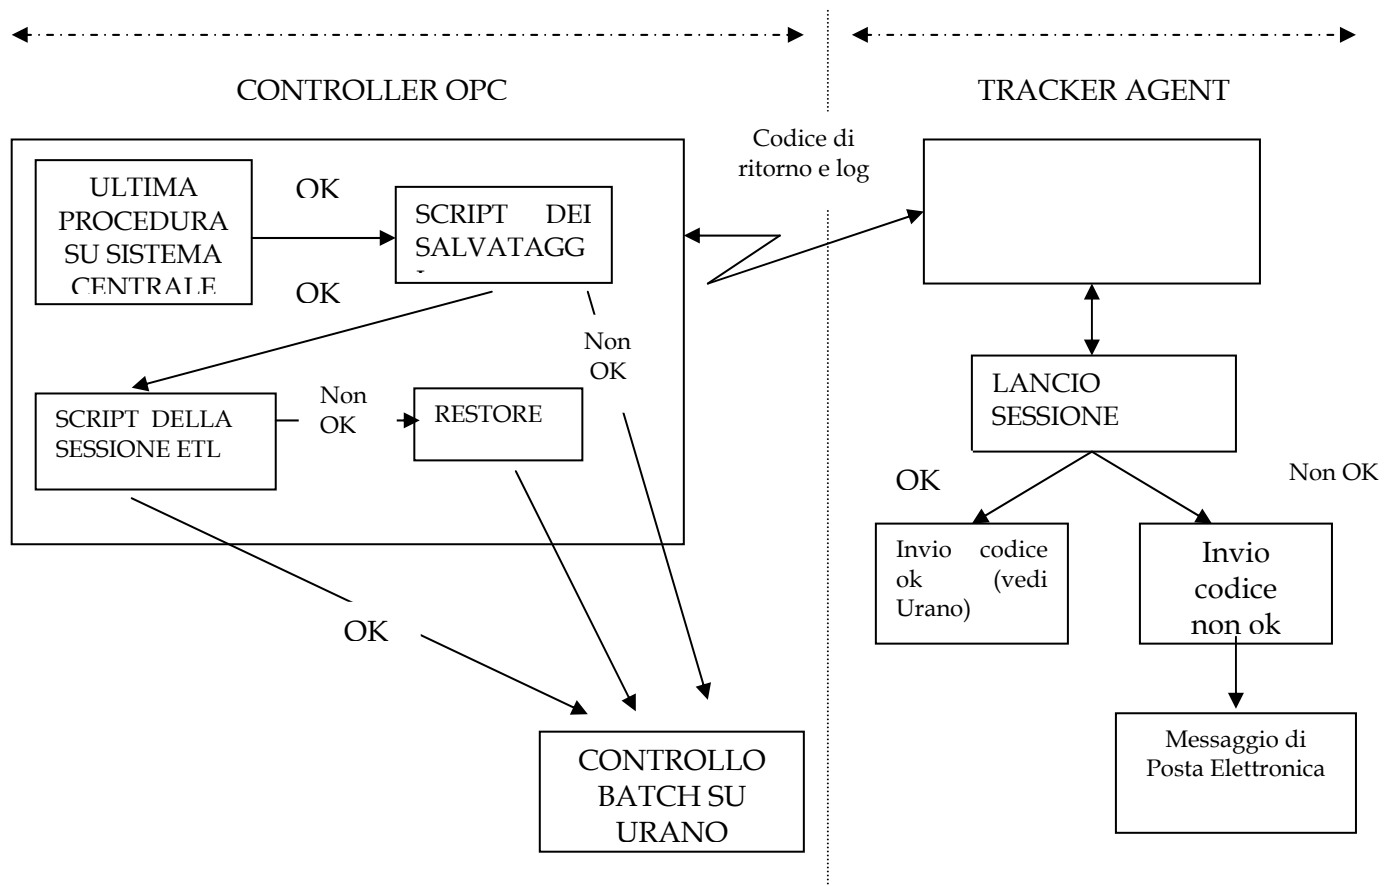 CONTROLLER OPC
TRACKER AGENT
Codice di
ritorno e log
ULTIMA
PROCEDURA
SU SISTEMA
CENTRALE
OK
SCRIPT DEI
SALVATAGG
OK
Non
OK
SCRIPT DELLA
SESSIONE ETL
Non
OK
RESTORE
LANCIO
SESSIONE
OK
Non OK
Invio codice
ok (vedi
Urano)
Invio
codice
non ok
OK
CONTROLLO
BATCH SU
URANO
Messaggio di
Posta Elettronica